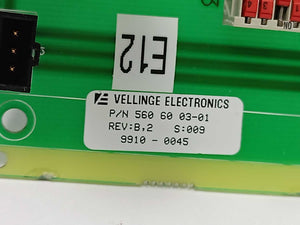 E12
VELLINGE ELECTRONICS
P/N 560 60 03-01
REV:B,2 S:009
9910 - 0045